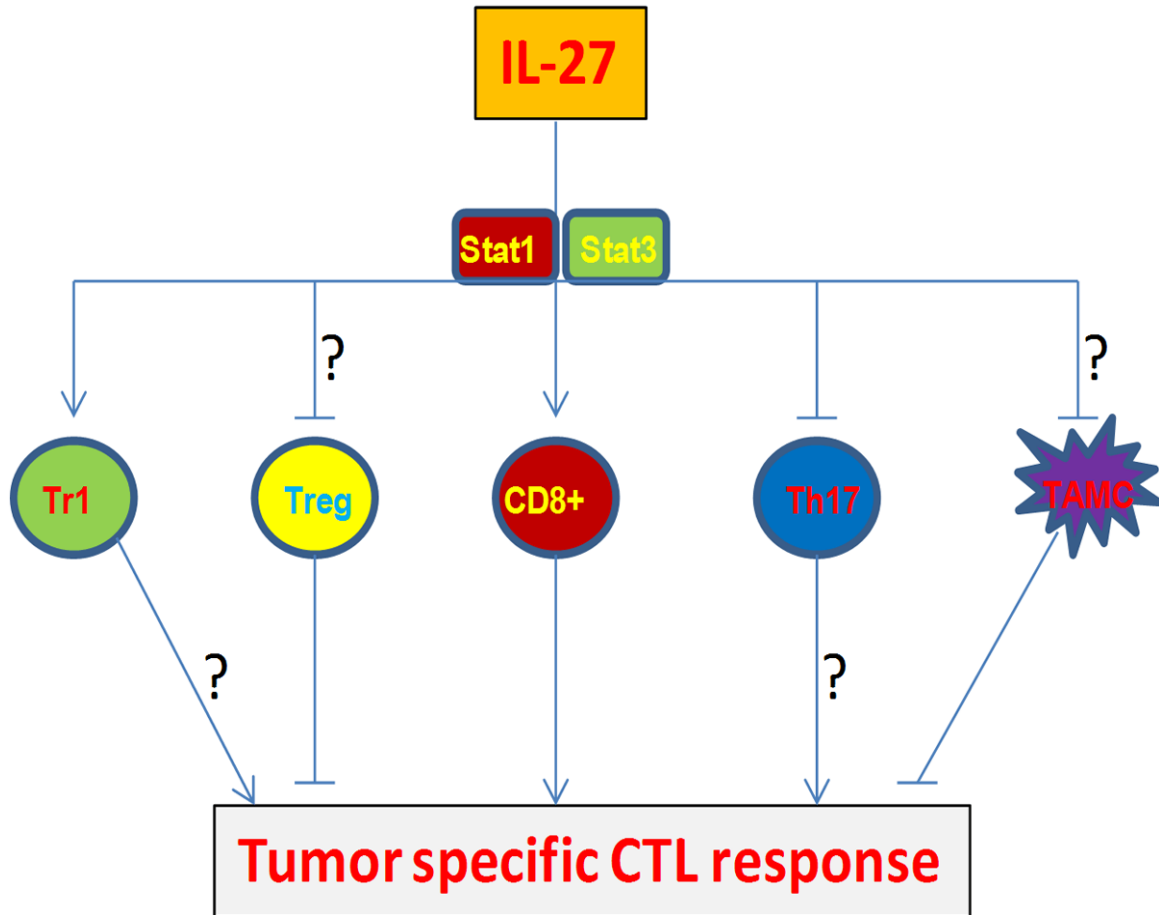 IL-27
Stat1 Stat3
? ?
Tr1 Treg CD8+ Th17 TAMC
? ?
Tumor specific CTL response